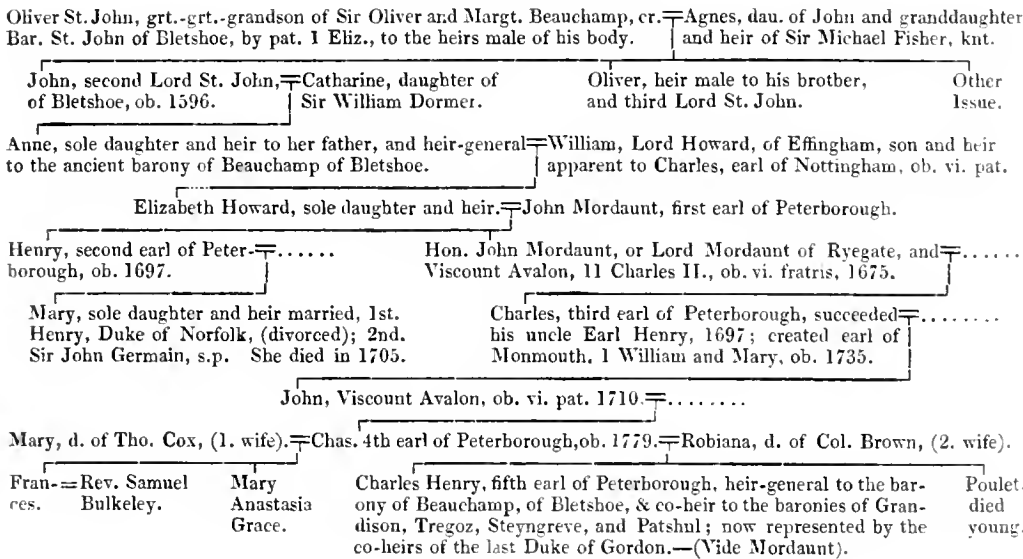 Oliver St. John, grt.-grt.-grandson of Sir Oliver and Margt. Beauchamp, cr.=Agnes, dau. of John and granddaughter
Bar. St. John of Bletshoe, by pat. 1 Eliz., to the heirs male of his body. and heir of Sir Michael Fisher, knt.
John, second Lord St. John,=Catharine, daughter of Oliver, heir male to his brother, Other
of Bletshoe, ob. 1596. Sir William Dormer. and third Lord St. John. Issue.
Anne, sole daughter and heir to her father, and heir-general=William, Lord Howard, of Effingham, son and heir
to the ancient barony of Beauchamp of Bletshoe. apparent to Charles, earl of Nottingham, ob. vi. pat.
Elizabeth Howard, sole daughter and heir.=John Mordaunt, first earl of Peterborough.
Henry, second earl of Peter-=...... Hon. John Mordaunt, or Lord Mordaunt of Ryegate, and=......
borough, ob. 1697. Viscount Avalon, 11 Charles II., ob. vi. fratris, 1675.
Mary, sole daughter and heir married, 1st. Charles, third earl of Peterborough, succeeded=........
Henry, Duke of Norfolk, (divorced); 2nd. his uncle Earl Henry, 1697; created earl of
Sir John Germain, s.p. She died in 1705. Monmouth, 1 William and Mary, ob. 1735.
John, Viscount Avalon, ob. vi. pat. 1710.=........
Mary, d. of Tho. Cox, (1. wife).=Chas. 4th earl of Peterborough, ob. 1779.=Robiana, d. of Col. Brown, (2. wife).
Fran-=Rev. Samuel Mary Charles Henry, fifth earl of Peterborough, heir-general to the bar- Poulet
ces. Bulkeley. Anastasia ony of Beauchamp, of Bletshoe, & co-heir to the baronies of Gran- died
Grace. dison, Tregoz, Steyngreve, and Patshul; now represented by the young.
co-heirs of the last Duke of Gordon.—(Vide Mordaunt).